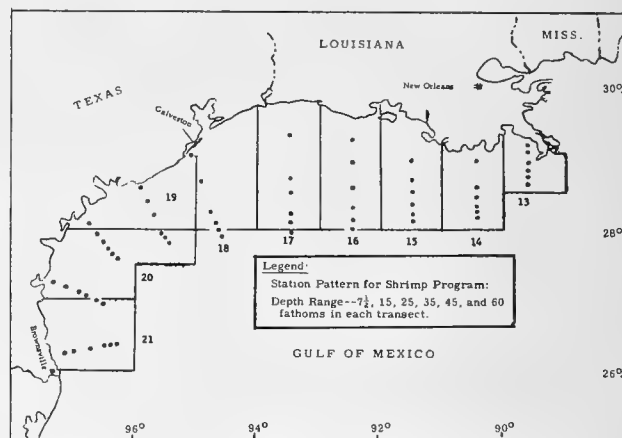 LOUISIANA
MISS.
TEXAS
New Orleans
30°
Galveston
19
13
28°
18
17
16
15
14
20
Legend:
Station Pattern for Shrimp Program:
Depth Range--7½, 15, 25, 35, 45, and 60
fathoms in each transect.
Brownsville
21
GULF OF MEXICO
26°
96°
94°
92°
90°